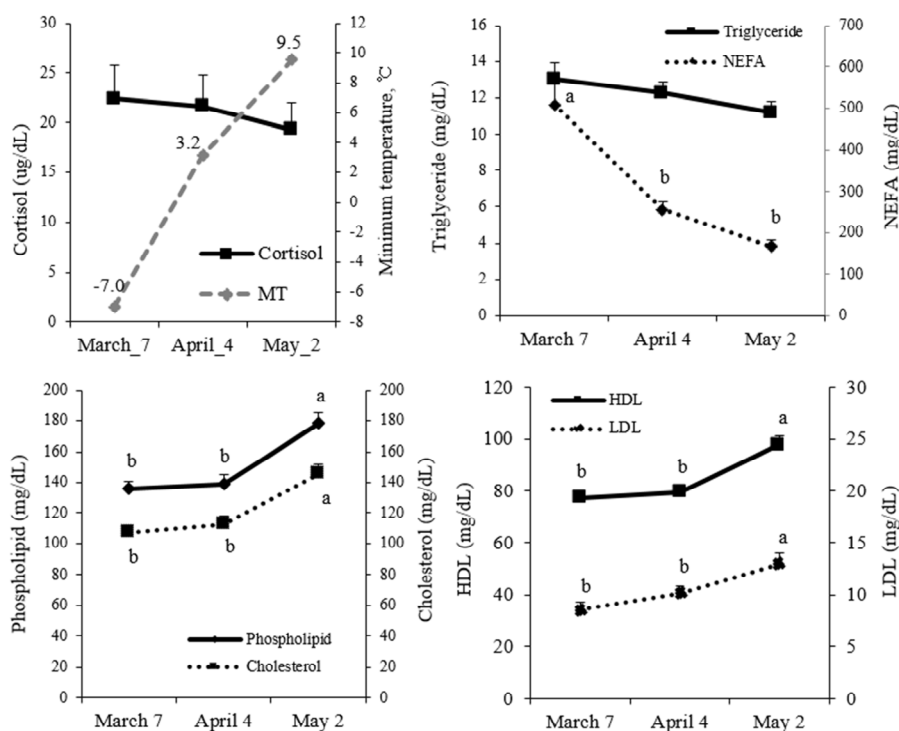 30
25
20
15
10
5
0
Cortisol (ug/dL)
12
10
8
6
4
2
0
-2
-4
-6
-8
Minimum temperature, ℃
9.5
3.2
-7.0
Cortisol
MT
March_7 April_4 May_2
16
14
12
10
8
6
4
2
0
Triglyceride (mg/dL)
700
600
500
400
300
200
100
0
NEFA (mg/dL)
Triglyceride
NEFA
a
b
b
March 7 April 4 May 2
200
180
160
140
120
100
80
60
40
20
0
Phospholipid (mg/dL)
200
180
160
140
120
100
80
60
40
20
0
Cholesterol (mg/dL)
a
b b
a
b b
Phospholipid
Cholesterol
March 7 April 4 May 2
120
100
80
60
40
20
0
HDL (mg/dL)
30
25
20
15
10
5
0
LDL (mg/dL)
HDL
LDL
a
b b
a
b b
March 7 April 4 May 2